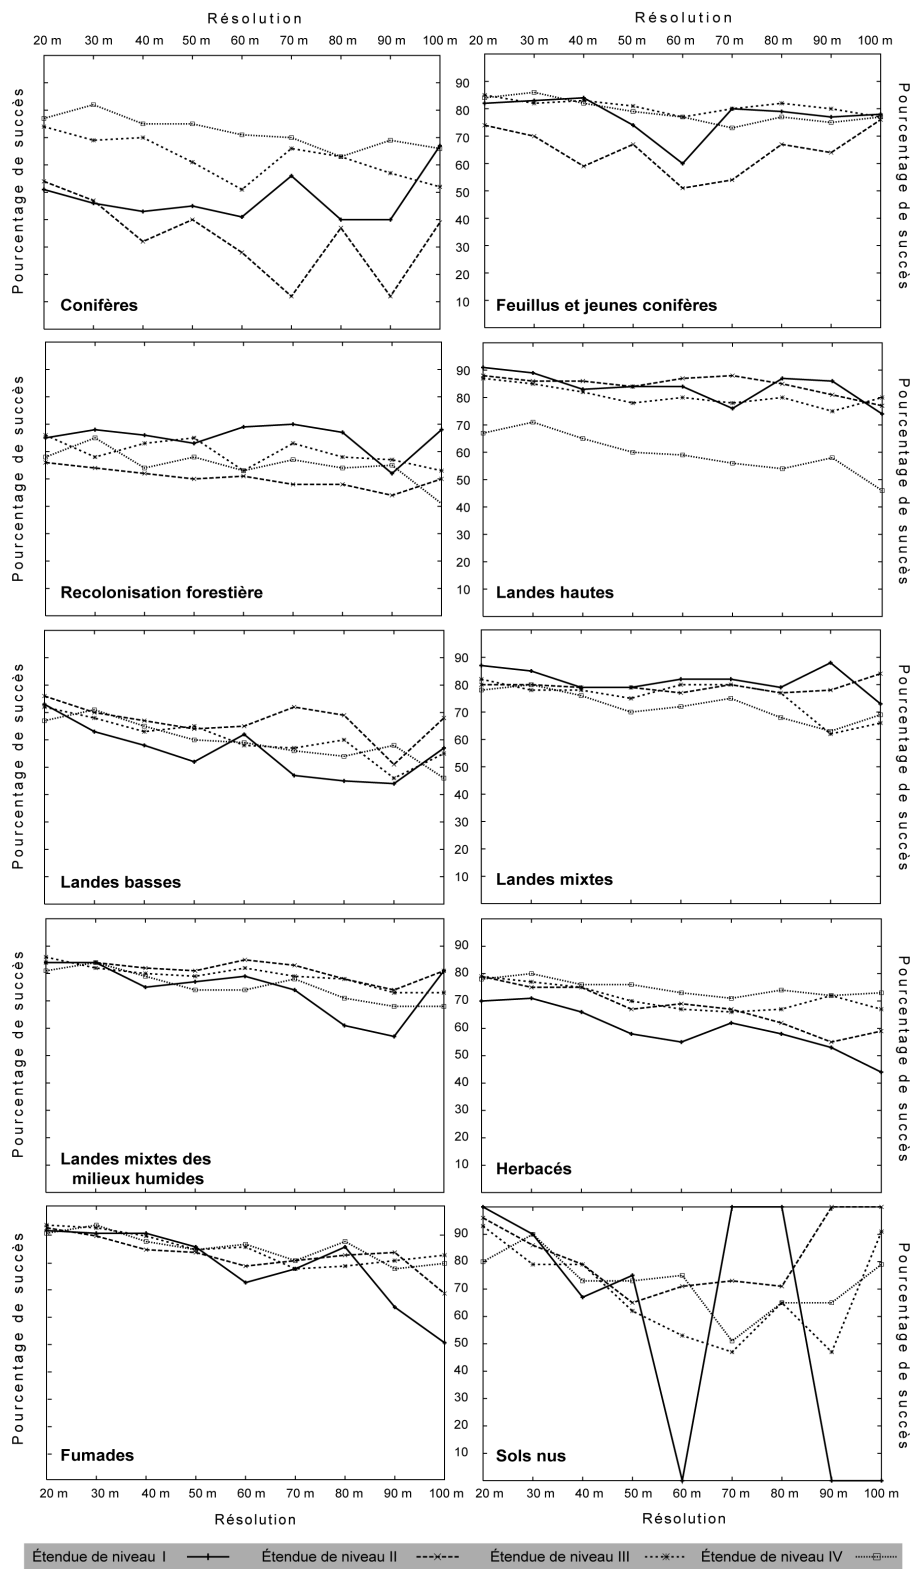 Résolution
Résolution
20 m 30 m 40 m 50 m 60 m 70 m 80 m 90 m 100 m
20 m 30 m 40 m 50 m 60 m 70 m 80 m 90 m 100 m
Pourcentage de succès
Conifères
90
80
70
60
50
40
30
20
10
Feuillus et jeunes conifères
Pourcentage de succès
Pourcentage de succès
Recolonisation forestière
90
80
70
60
50
40
30
20
10
Landes hautes
Pourcentage de suucès
Pourcentage de succès
Landes basses
90
80
70
60
50
40
30
20
10
Landes mixtes
Pourcentage de succès
Pourcentage de succès
Landes mixtes des
milieux humides
90
80
70
60
50
40
30
20
10
Herbacés
Pourcentage de succès
Pourcentage de succès
Fumades
90
80
70
60
50
40
30
20
10
Sols nus
Pourcentage de succès
20 m 30 m 40 m 50 m 60 m 70 m 80 m 90 m 100 m
20 m 30 m 40 m 50 m 60 m 70 m 80 m 90 m 100 m
Résolution
Résolution
Étendue de niveau I Étendue de niveau II Étendue de niveau III Étendue de niveau IV